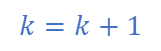 k = k + 1